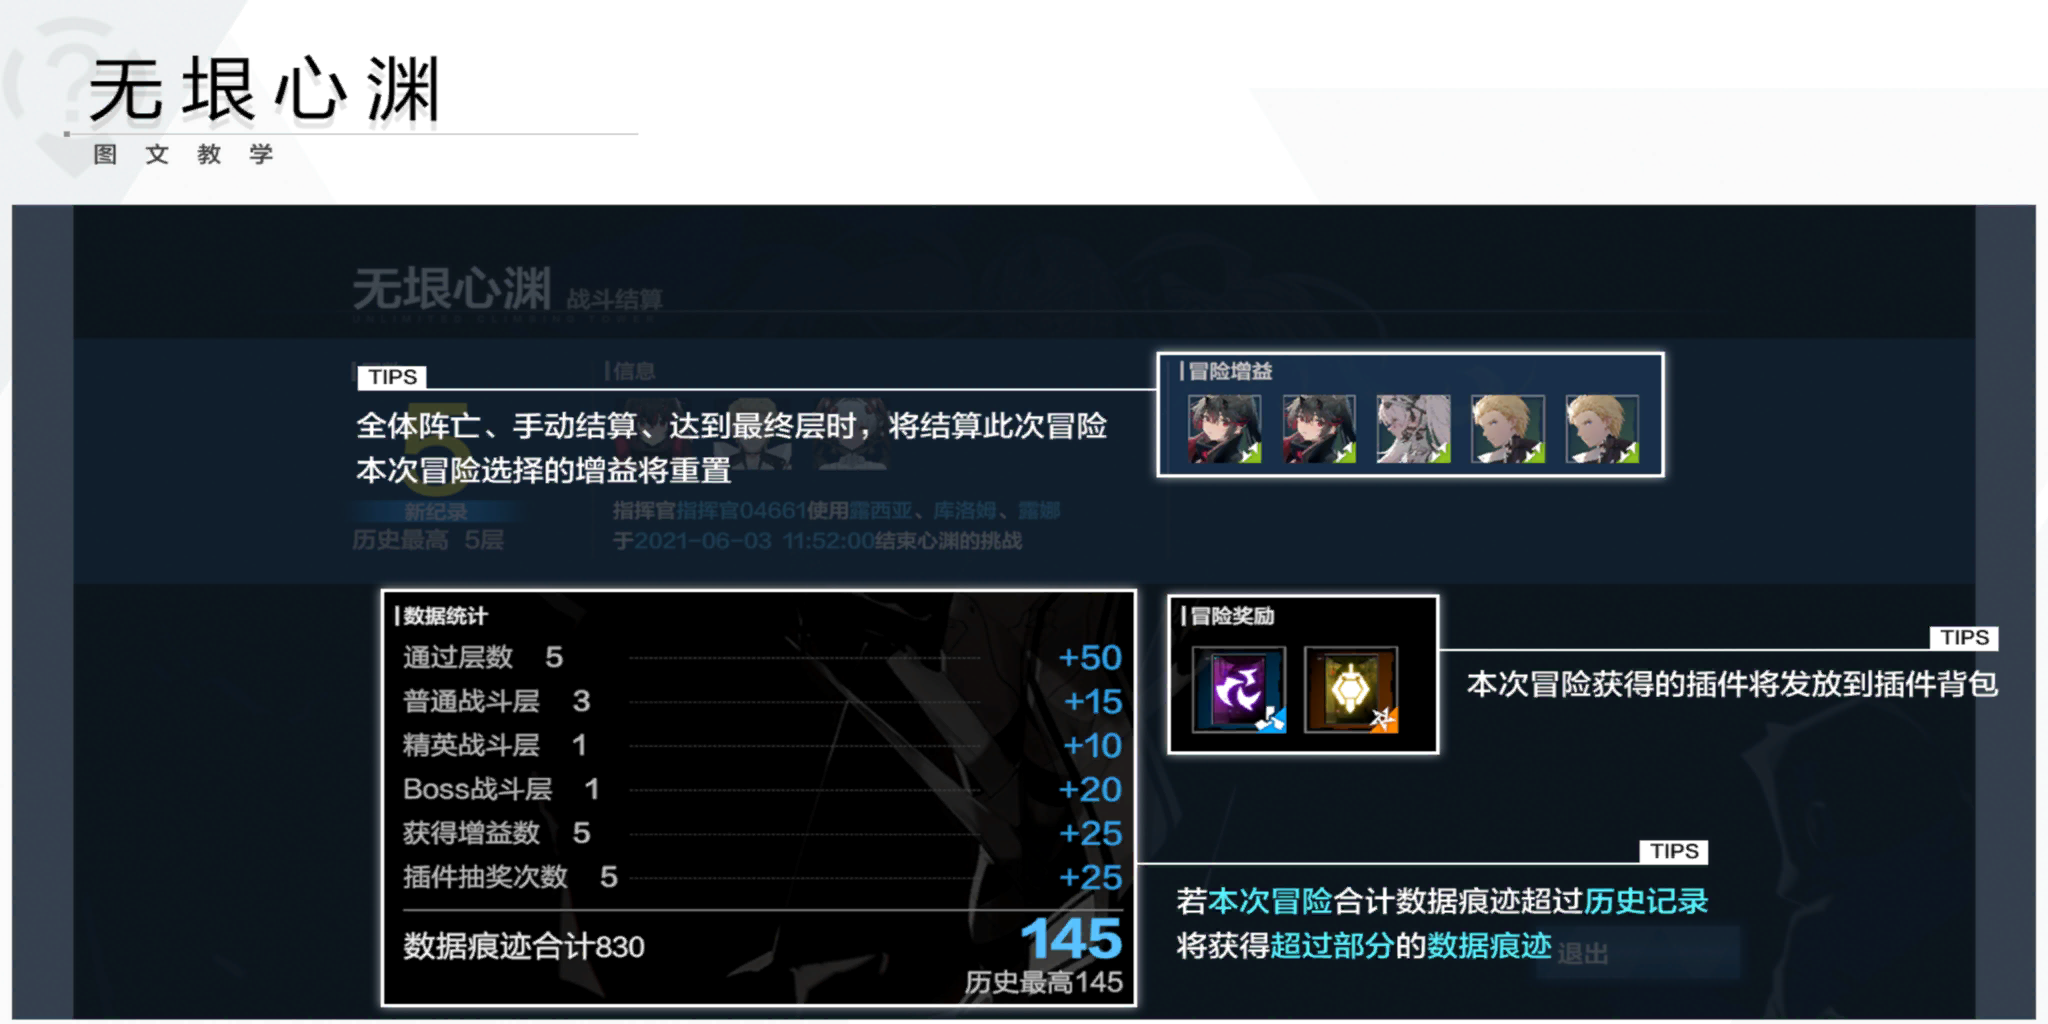 无垠心渊
图文教学
无垠心渊 战斗结算
UNLIMITED CLIMBING TOWER
信息
TIPS
全体阵亡、手动结算、达到最终层时，将结算此次冒险
本次冒险选择的增益将重置
冒险增益
5
新纪录
历史最高 5层
指挥官指挥官04661使用露西亚、库洛姆、露娜
于2021-06-03 11:52:00结束心渊的挑战
数据统计
通过层数 5 +50
普通战斗层 3 +15
精英战斗层 1 +10
Boss战斗层 1 +20
获得增益数 5 +25
插件抽奖次数 5 +25
数据痕迹合计830 145
历史最高145
冒险奖励
TIPS
本次冒险获得的插件将发放到插件背包
TIPS
若本次冒险合计数据痕迹超过历史记录
将获得超过部分的数据痕迹
退出